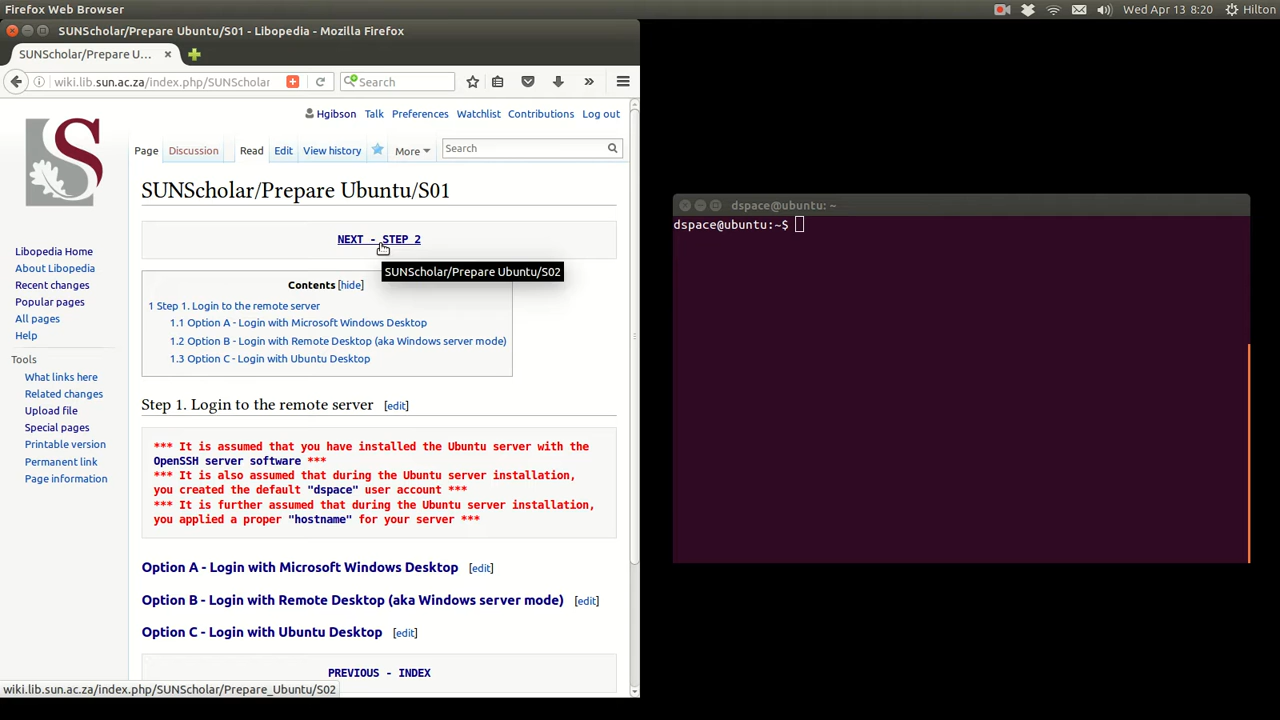 Firefox Web Browser
Wed Apr 13 8:20
Hilton
SUNScholar/Prepare Ubuntu/S01 - Libopedia - Mozilla Firefox
SUNScholar/Prepare U...
wiki.lib.sun.ac.za/index.php/SUNScholar
Search
Hgibson Talk Preferences Watchlist Contributions Log out
Page Discussion Read Edit View history More Search
SUNScholar/Prepare Ubuntu/S01
NEXT - STEP 2
SUNScholar/Prepare Ubuntu/S02
Libopedia Home
About Libopedia
Recent changes
Popular pages
All pages
Help
Tools
What links here
Related changes
Upload file
Special pages
Printable version
Permanent link
Page information
Contents [hide]
1 Step 1. Login to the remote server
1.1 Option A - Login with Microsoft Windows Desktop
1.2 Option B - Login with Remote Desktop (aka Windows server mode)
1.3 Option C - Login with Ubuntu Desktop
Step 1. Login to the remote server [edit]
*** It is assumed that you have installed the Ubuntu server with the
OpenSSH server software ***
*** It is also assumed that during the Ubuntu server installation,
you created the default "dspace" user account ***
*** It is further assumed that during the Ubuntu server installation,
you applied a proper "hostname" for your server ***
Option A - Login with Microsoft Windows Desktop [edit]
Option B - Login with Remote Desktop (aka Windows server mode) [edit]
Option C - Login with Ubuntu Desktop [edit]
PREVIOUS - INDEX
wiki.lib.sun.ac.za/index.php/SUNScholar/Prepare_Ubuntu/S02
dspace@ubuntu: ~
dspace@ubuntu:~$